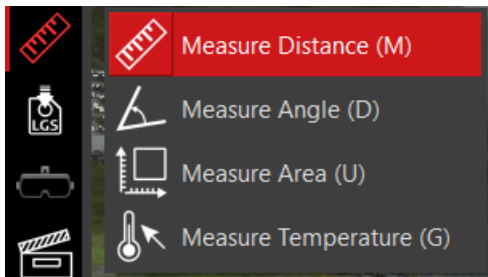 Measure Distance (M)
LGS
Measure Angle (D)
Measure Area (U)
Measure Temperature (G)